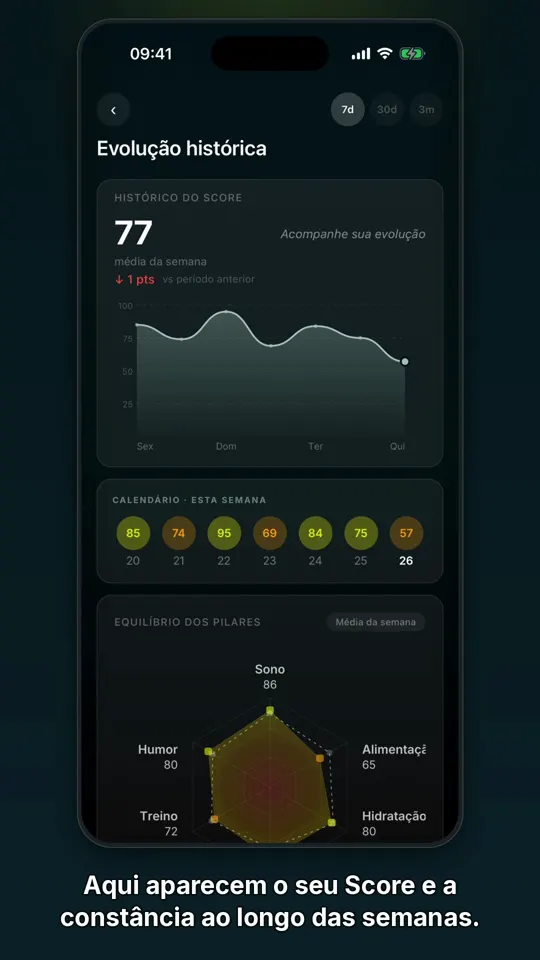 09:41
7d 30d 3m
Evolução histórica
HISTÓRICO DO SCORE
77
Acompanhe sua evolução
média da semana
↓ 1 pts vs período anterior
100
75
50
25
Sex Dom Ter Qui
CALENDÁRIO · ESTA SEMANA
85 74 95 69 84 75 57
20 21 22 23 24 25 26
EQUILÍBRIO DOS PILARES
Média da semana
Sono
86
Humor
80
Alimentaçã
65
Treino
72
Hidratação
80
Aqui aparecem o seu Score e a
constância ao longo das semanas.